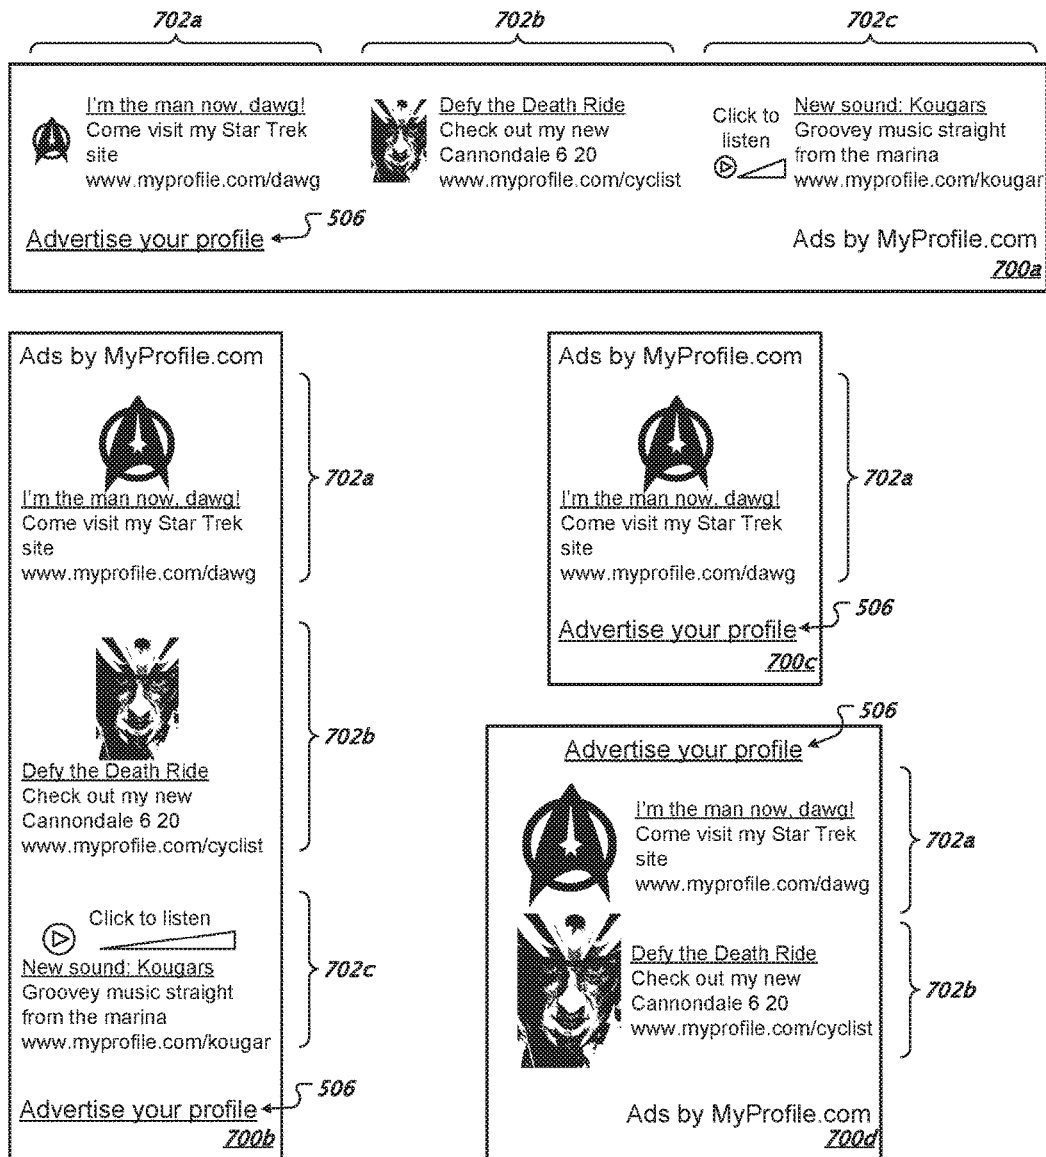 702a
702b
702c
I'm the man now, dawg!
Come visit my Star Trek
site
www.myprofile.com/dawg
Defy the Death Ride
Check out my new
Cannondale 6 20
www.myprofile.com/cyclist
Click to
listen
New sound: Kougars
Groovey music straight
from the marina
www.myprofile.com/kougar
Advertise your profile
506
Ads by MyProfile.com
700a
Ads by MyProfile.com
I'm the man now, dawg!
Come visit my Star Trek
site
www.myprofile.com/dawg
702a
Defy the Death Ride
Check out my new
Cannondale 6 20
www.myprofile.com/cyclist
702b
Click to listen
New sound: Kougars
Groovey music straight
from the marina
www.myprofile.com/kougar
702c
Advertise your profile
506
700b
Ads by MyProfile.com
I'm the man now, dawg!
Come visit my Star Trek
site
www.myprofile.com/dawg
702a
Advertise your profile
506
700c
506
Advertise your profile
I'm the man now, dawg!
Come visit my Star Trek
site
www.myprofile.com/dawg
702a
Defy the Death Ride
Check out my new
Cannondale 6 20
www.myprofile.com/cyclist
702b
Ads by MyProfile.com
700d